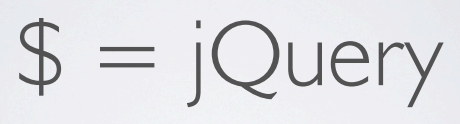 $ = jQuery